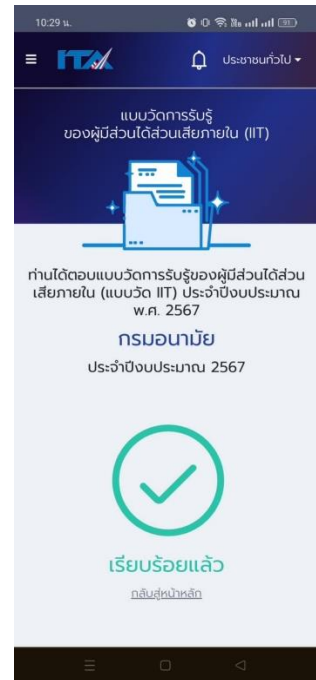 10:29 น.
91
ITA
ประชาชนทั่วไป
แบบวัดการรับรู้
ของผู้มีส่วนได้ส่วนเสียภายใน (IIT)
ท่านได้ตอบแบบวัดการรับรู้ของผู้มีส่วนได้ส่วน
เสียภายใน (แบบวัด IIT) ประจำปีงบประมาณ
พ.ศ. 2567
กรมอนามัย
ประจำปีงบประมาณ 2567
เรียบร้อยแล้ว
กลับสู่หน้าหลัก